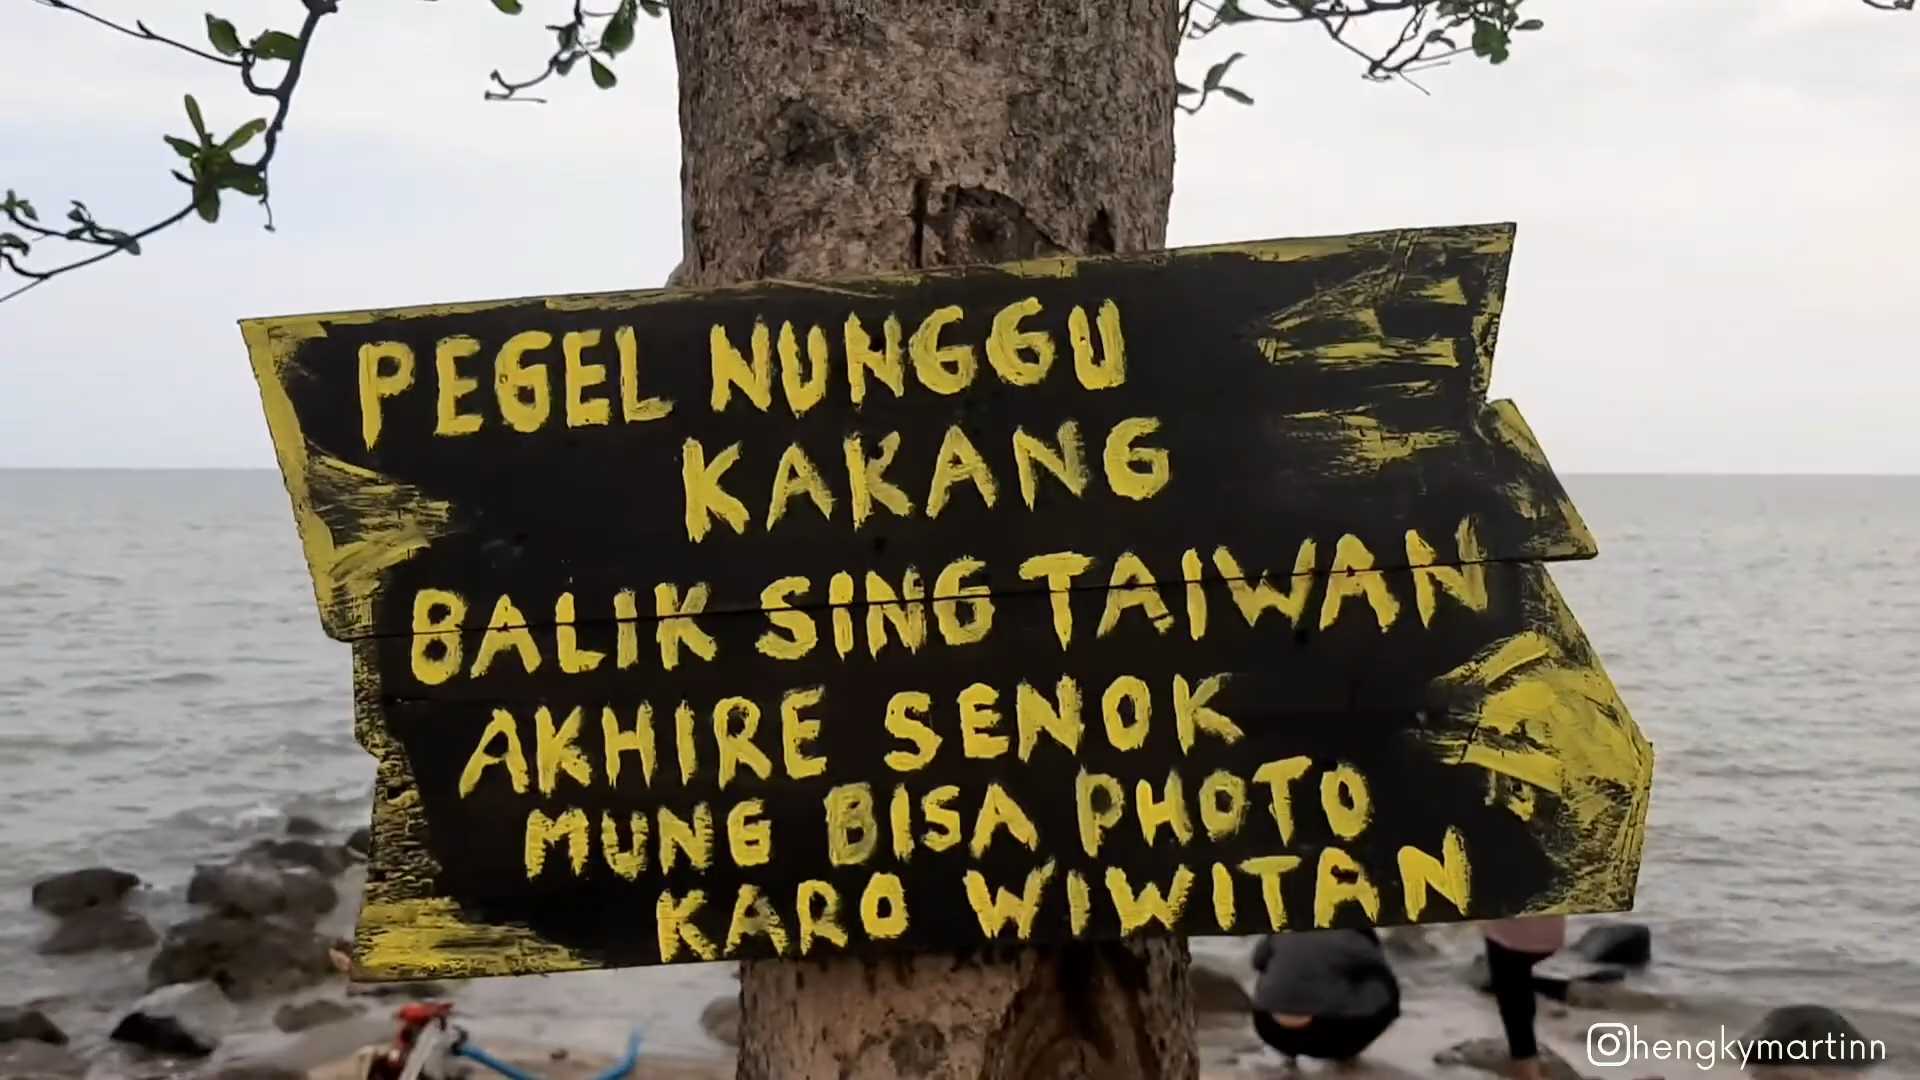 PEGEL NUNGGU
KAKANG
BALIK SING TAIWAN
AKHIRE SENOK
MUNG BISA PHOTO
KARO WIWITAN
hengkymartinn